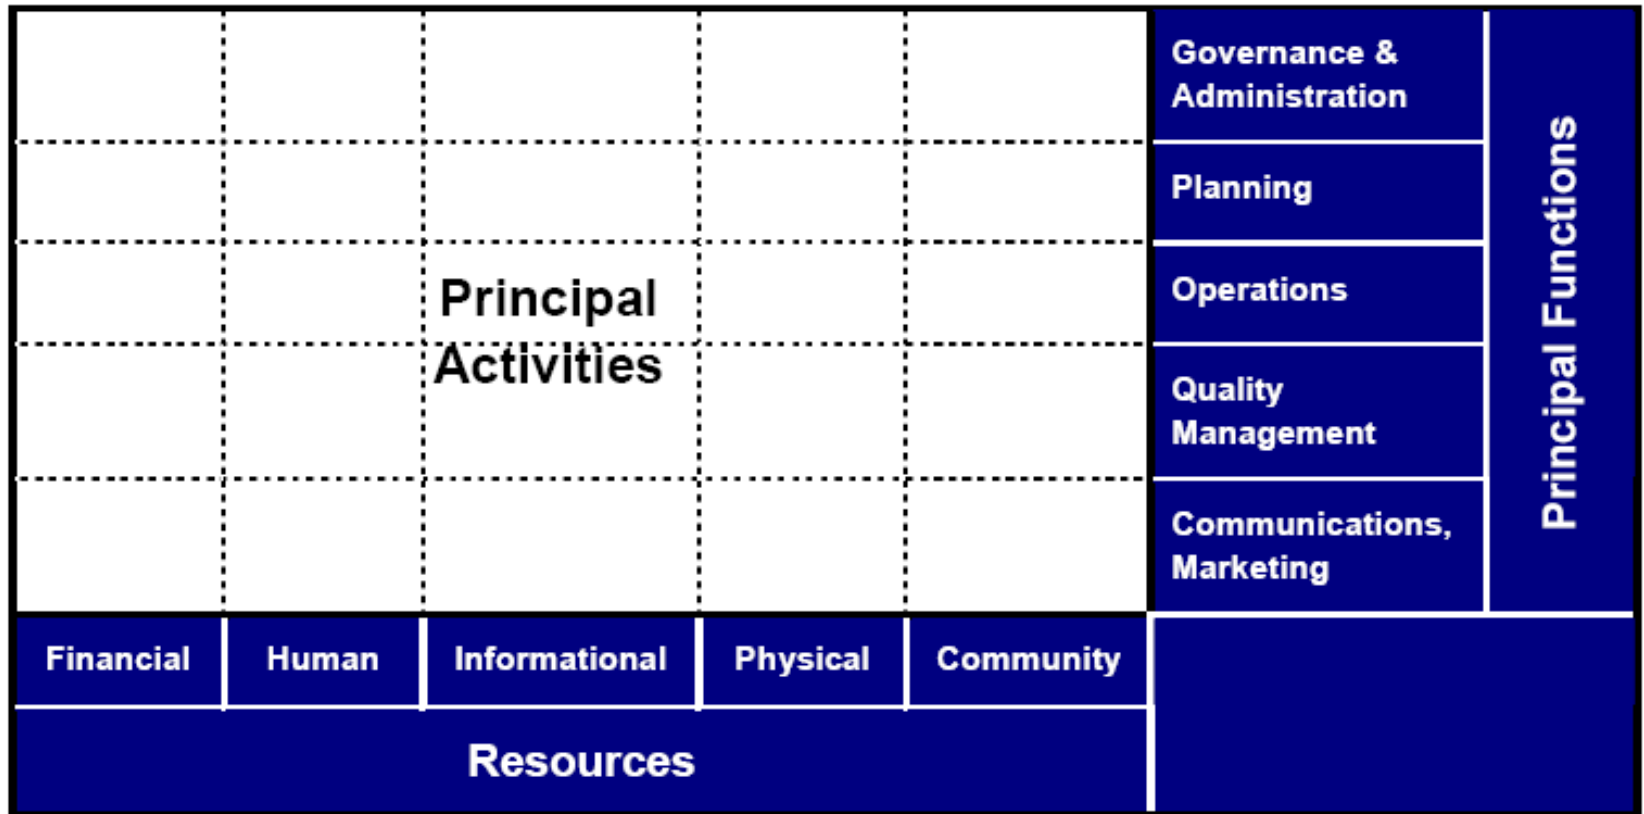 Governance &
Administration
Planning
Operations
Quality
Management
Communications,
Marketing
Principal Functions
Principal
Activities
Financial
Human
Informational
Physical
Community
Resources